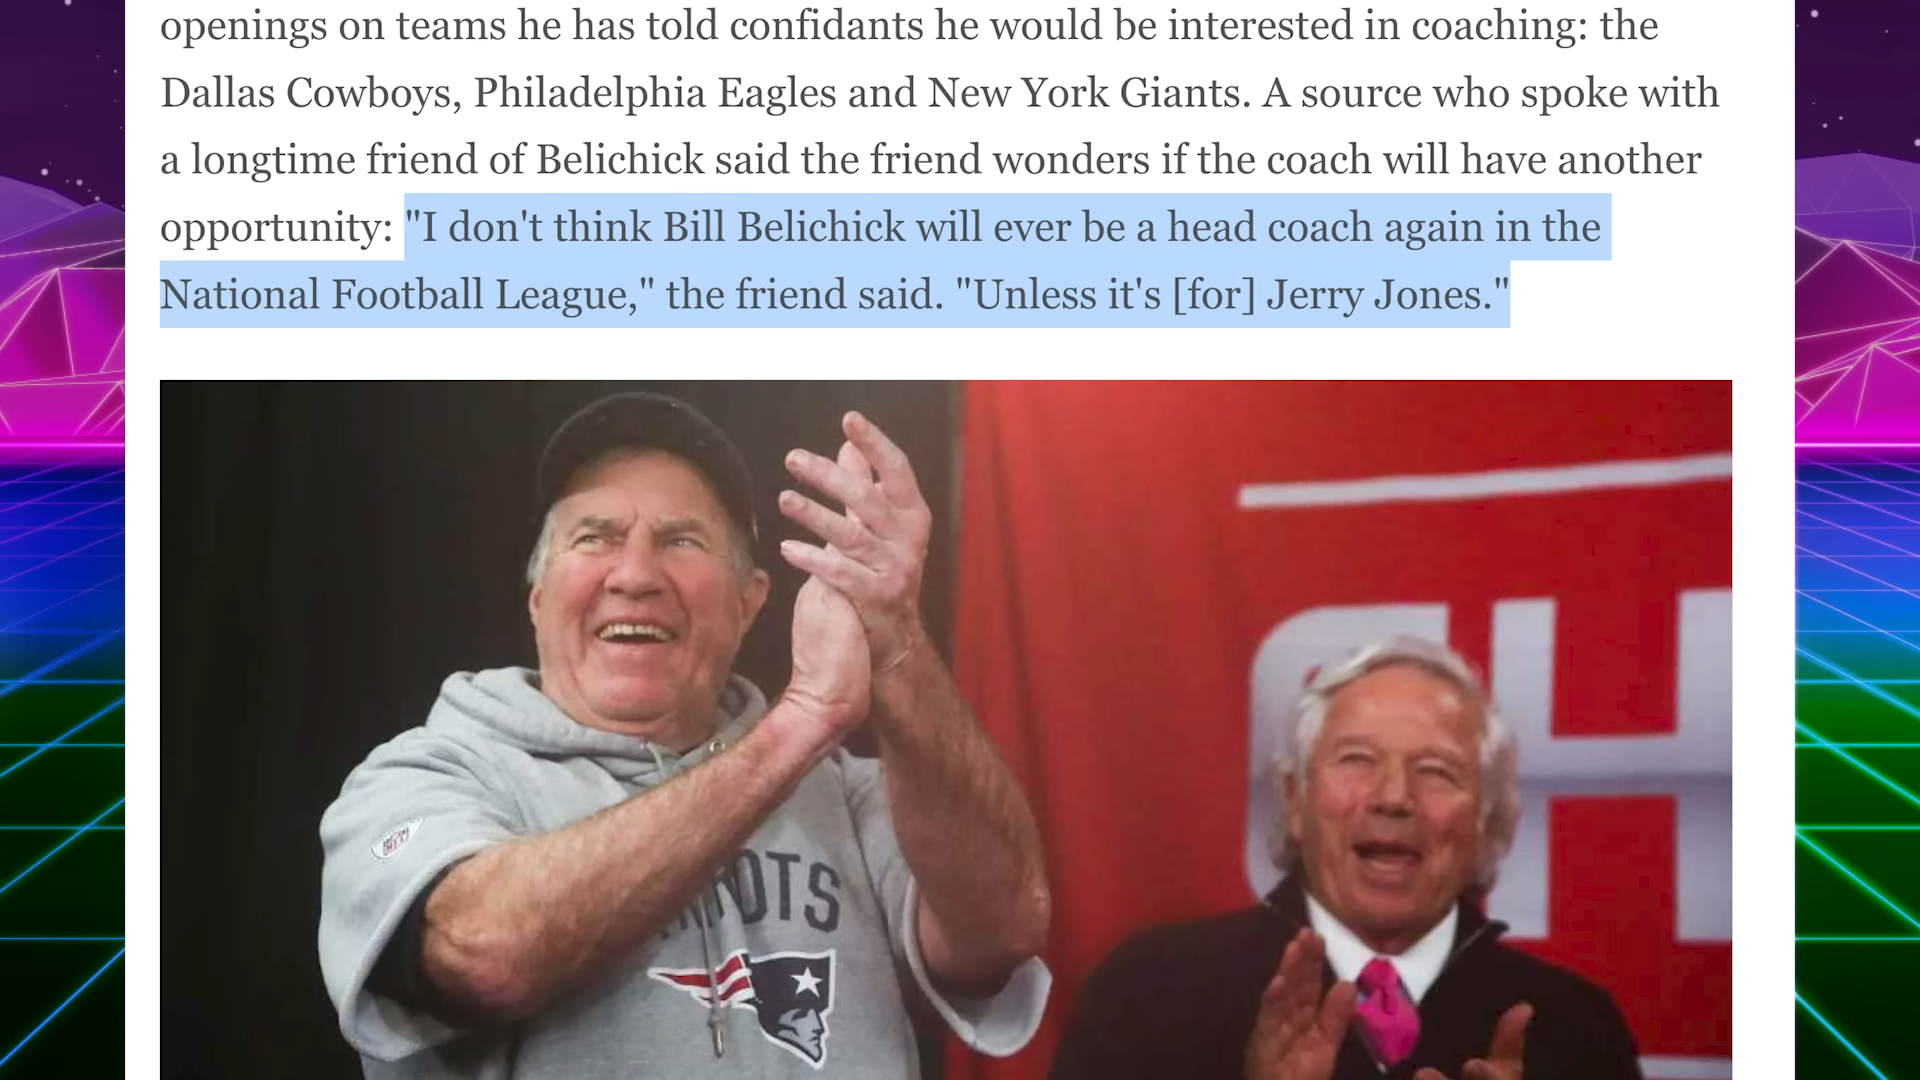 openings on teams he has told confidants he would be interested in coaching: the
Dallas Cowboys, Philadelphia Eagles and New York Giants. A source who spoke with
a longtime friend of Belichick said the friend wonders if the coach will have another
opportunity: "I don't think Bill Belichick will ever be a head coach again in the
National Football League," the friend said. "Unless it's [for] Jerry Jones."
NFL
OTS